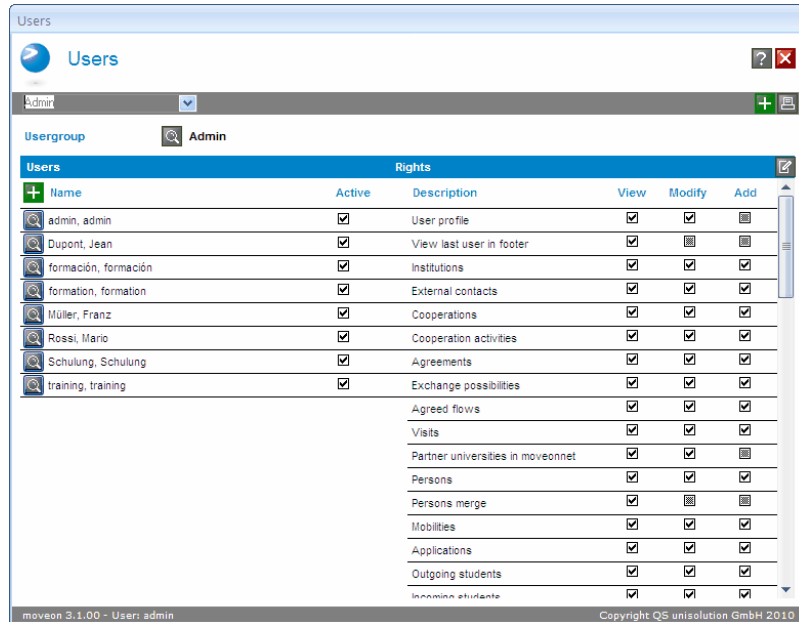 Users
Users
?
Admin
Usergroup Admin
Users Rights
Name Active Description View Modify Add
admin, admin User profile
Dupont, Jean View last user in footer
formación, formación Institutions
formation, formation External contacts
Müller, Franz Cooperations
Rossi, Mario Cooperation activities
Schulung, Schulung Agreements
training, training Exchange possibilities
Agreed flows
Visits
Partner universities in moveonnet
Persons
Persons merge
Mobilities
Applications
Outgoing students
Incoming students
moveon 3.1.00 - User: admin Copyright QS unisolution GmbH 2010